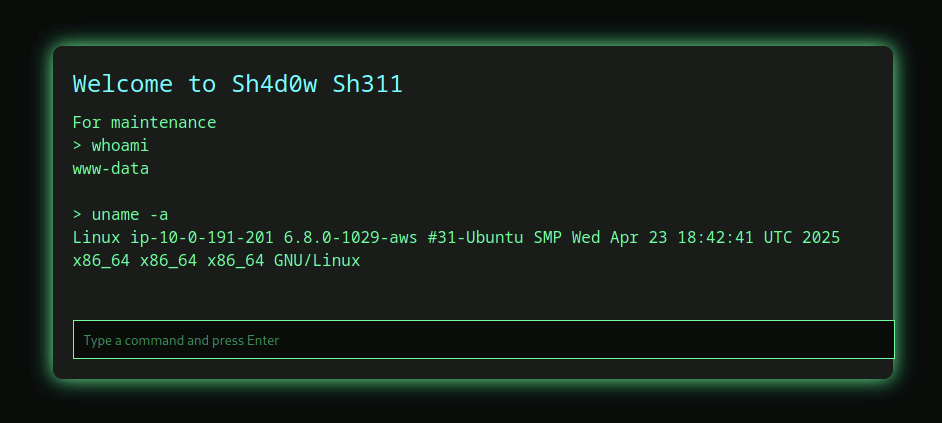 Welcome to Sh4d0w Sh311
For maintenance
> whoami
www-data
> uname -a
Linux ip-10-0-191-201 6.8.0-1029-aws #31-Ubuntu SMP Wed Apr 23 18:42:41 UTC 2025
x86_64 x86_64 x86_64 GNU/Linux
Type a command and press Enter